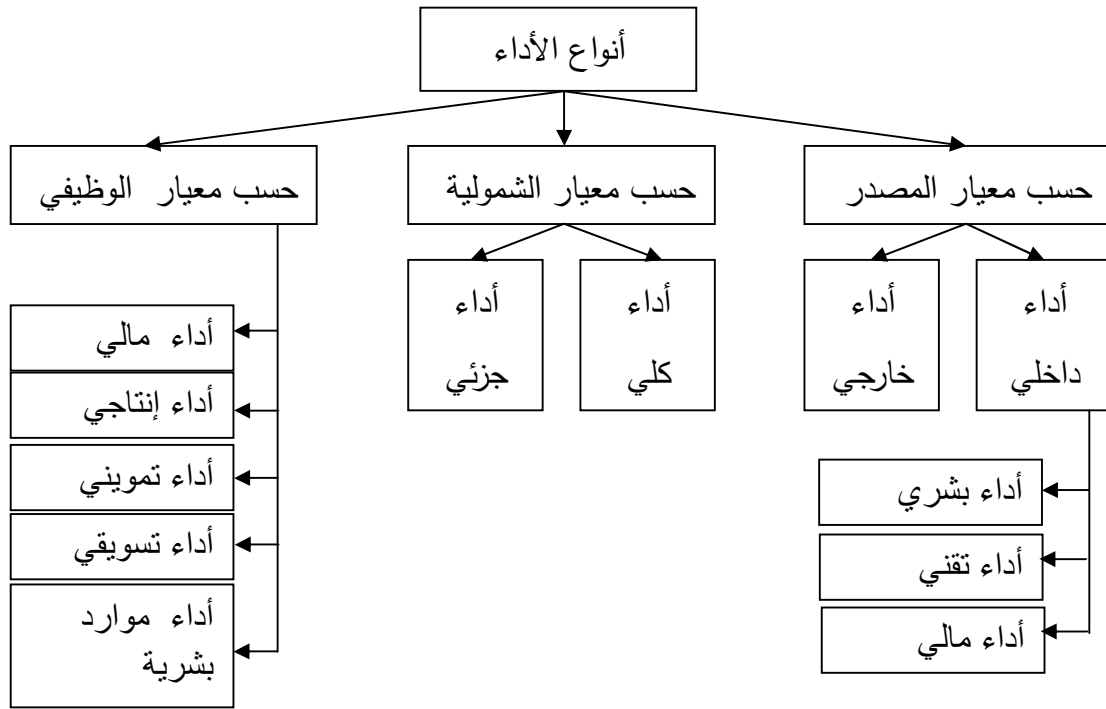 أنواع الأداء
حسب معيار المصدر
حسب معيار الشمولية
حسب معيار الوظيفي
أداء
داخلي
أداء
خارجي
أداء
كلي
أداء
جزئي
أداء بشري
أداء تقني
أداء مالي
أداء مالي
أداء إنتاجي
أداء تمويني
أداء تسويقي
أداء موارد
بشرية